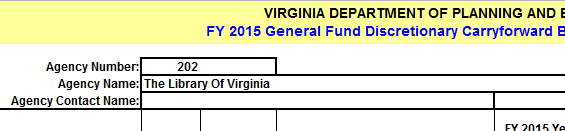 VIRGINIA DEPARTMENT OF PLANNING AND
FY 2015 General Fund Discretionary Carryforward
Agency Number: 202
Agency Name: The Library Of Virginia
Agency Contact Name:
FY 2015